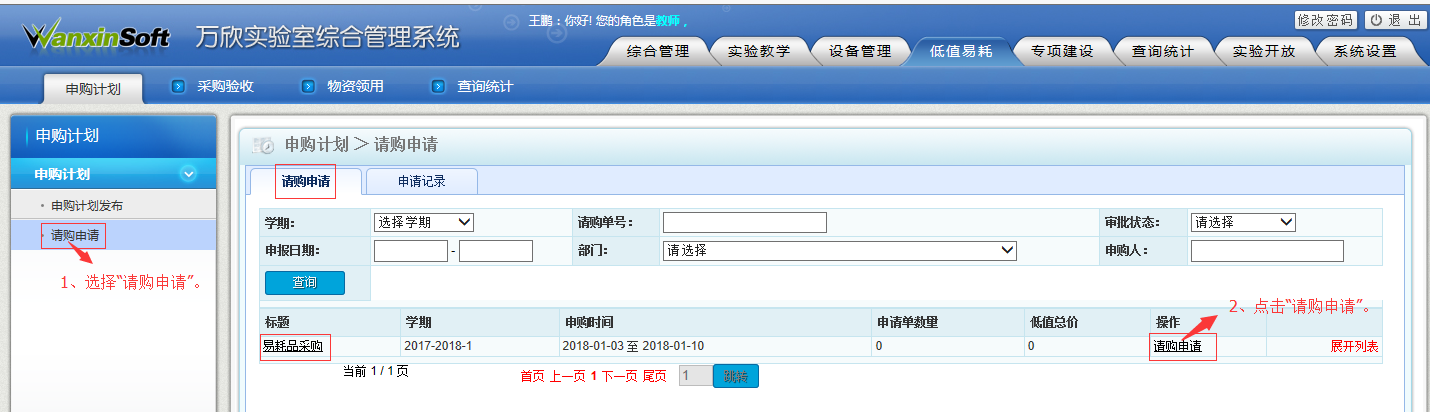 WanxinSoft 万欣实验室综合管理系统
王鹏：你好! 您的角色是教师，
修改密码 退 出
综合管理 实验教学 设备管理 低值易耗 专项建设 查询统计 实验开放 系统设置
申购计划 采购验收 物资领用 查询统计
申购计划
申购计划
申购计划发布
请购申请
1、选择“请购申请”。
申购计划 ＞ 请购申请
请购申请 申请记录
学期： 选择学期 请购单号： 审批状态： 请选择
申报日期： - 部门： 请选择 申购人：
查询
2、点击“请购申请”。
标题 学期 申购时间 申请单数量 低值总价 操作
易耗品采购 2017-2018-1 2018-01-03 至 2018-01-10 0 0 请购申请 展开列表
当前 1 / 1 页 首页 上一页 1 下一页 尾页 1 跳转